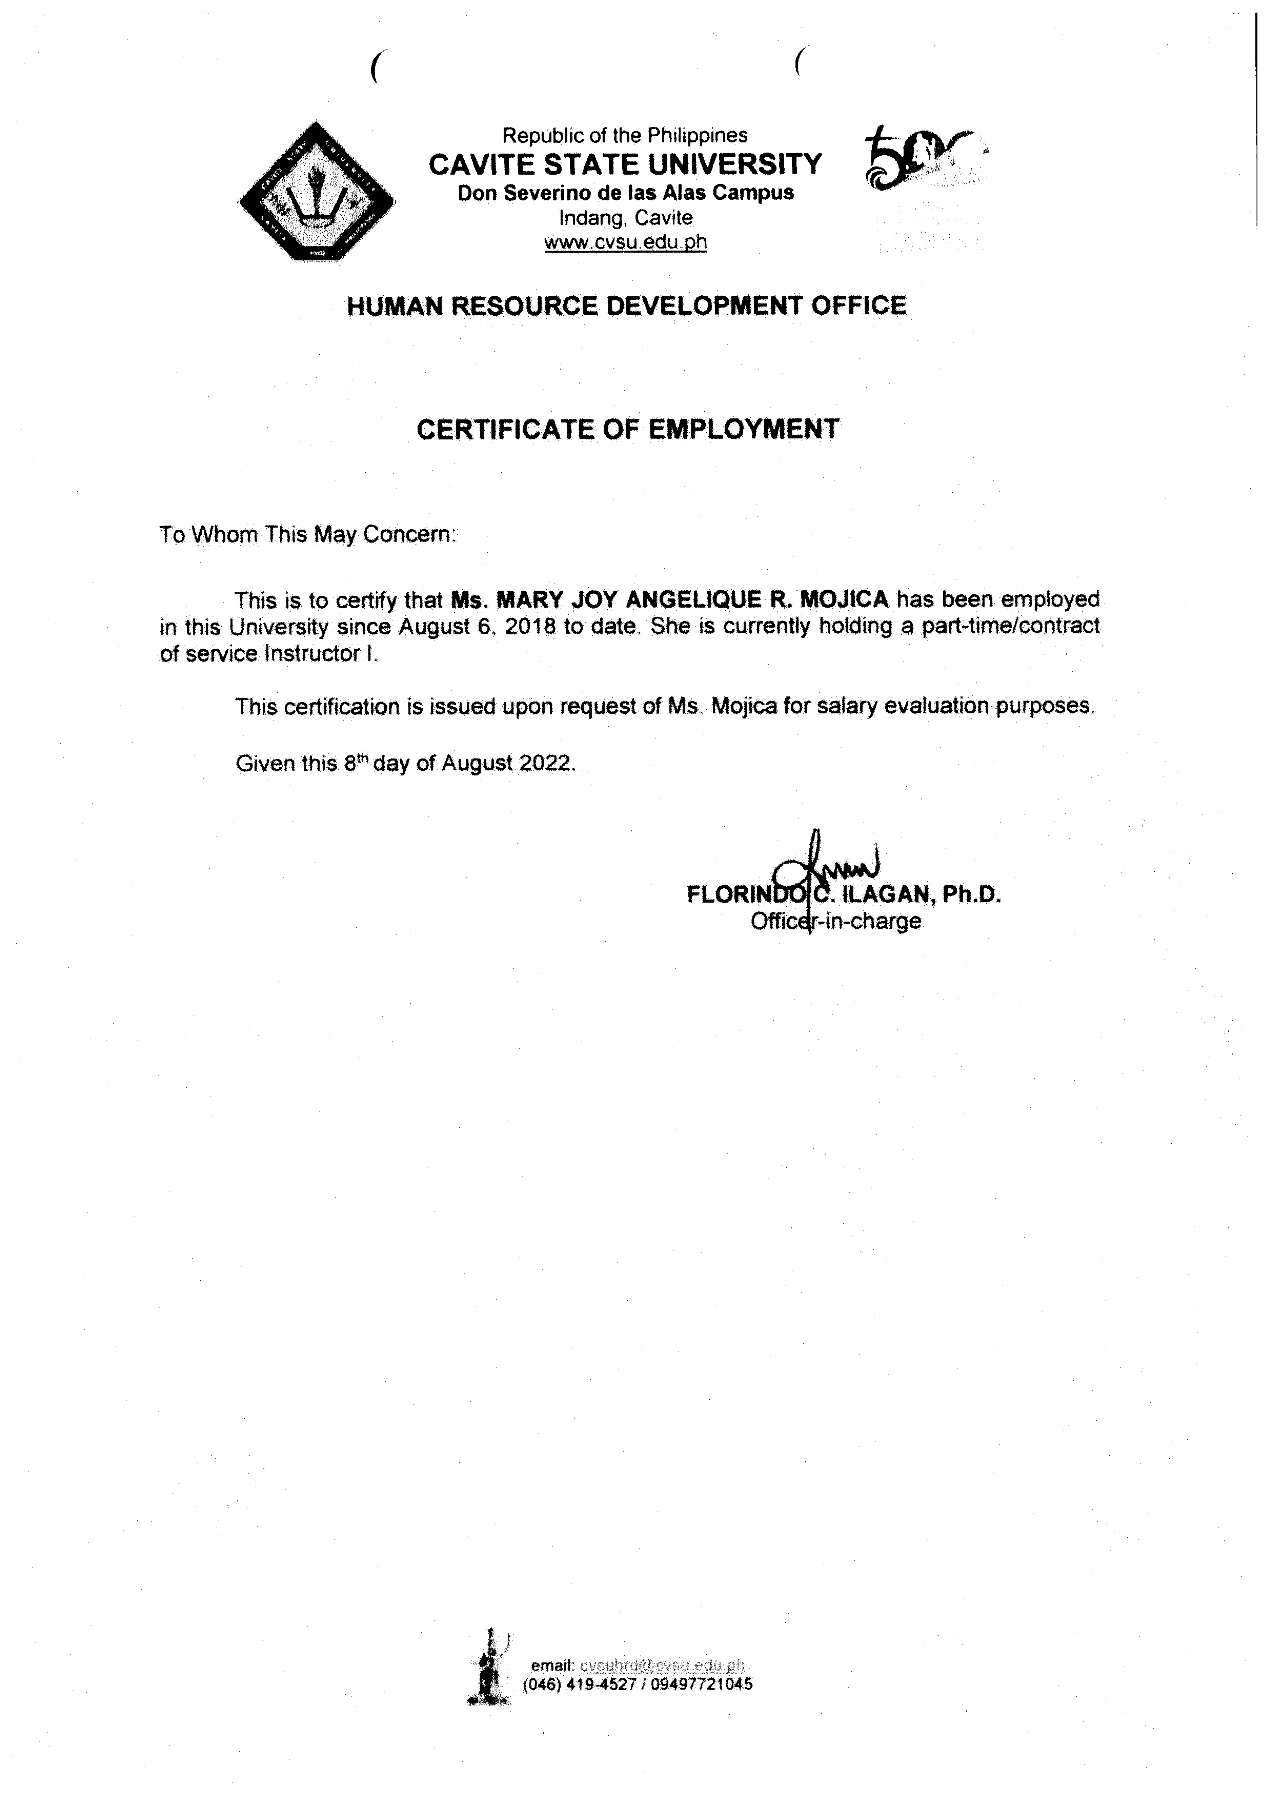 Republic of the Philippines
CAVITE STATE UNIVERSITY
Don Severino de las Alas Campus
Indang, Cavite
www.cvsu.edu.ph
500
HUMAN RESOURCE DEVELOPMENT OFFICE
CERTIFICATE OF EMPLOYMENT
To Whom This May Concern:
This is to certify that Ms. MARY JOY ANGELIQUE R. MOJICA has been employed
in this University since August 6, 2018 to date. She is currently holding a part-time/contract
of service Instructor I.
This certification is issued upon request of Ms. Mojica for salary evaluation purposes.
Given this 8th day of August 2022.
FLORINDO C. ILAGAN, Ph.D.
Officer-in-charge
email:
(046) 419-4527 / 09497721045